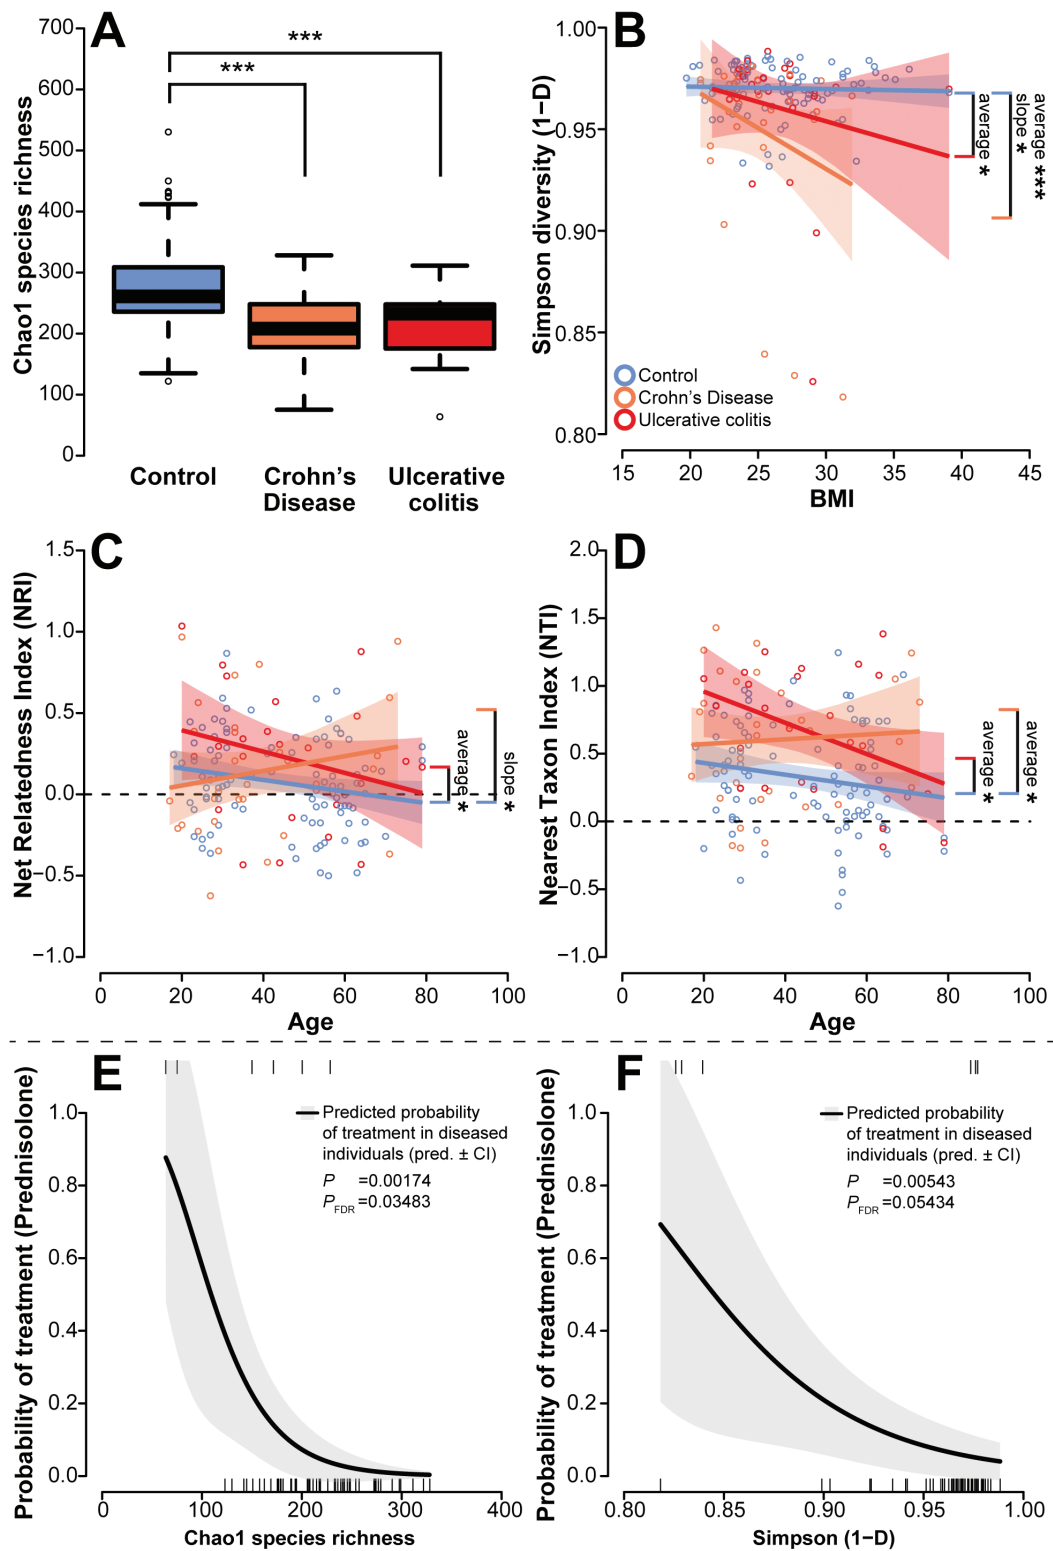 A
700
600
500
400
300
200
100
0
Chao1 species richness
***
***
Control
Crohn's
Disease
Ulcerative
colitis
B
1.00
0.95
0.90
0.85
0.80
Simpson diversity (1−D)
Control
Crohn's Disease
Ulcerative colitis
average *
average ***
slope *
15 20 25 30 35 40 45
BMI
C
1.5
1.0
0.5
0.0
−0.5
−1.0
Net Relatedness Index (NRI)
average *
slope *
0 20 40 60 80 100
Age
D
2.0
1.5
1.0
0.5
0.0
−0.5
−1.0
Nearest Taxon Index (NTI)
average *
average *
0 20 40 60 80 100
Age
E
1.0
0.8
0.6
0.4
0.2
0.0
Probability of treatment (Prednisolone)
Predicted probability
of treatment in diseased
individuals (pred. ± CI)
P =0.00174
PFDR=0.03483
0 100 200 300 400
Chao1 species richness
F
1.0
0.8
0.6
0.4
0.2
0.0
Probability of treatment (Prednisolone)
Predicted probability
of treatment in diseased
individuals (pred. ± CI)
P =0.00543
PFDR=0.05434
0.80 0.85 0.90 0.95 1.00
Simpson (1−D)